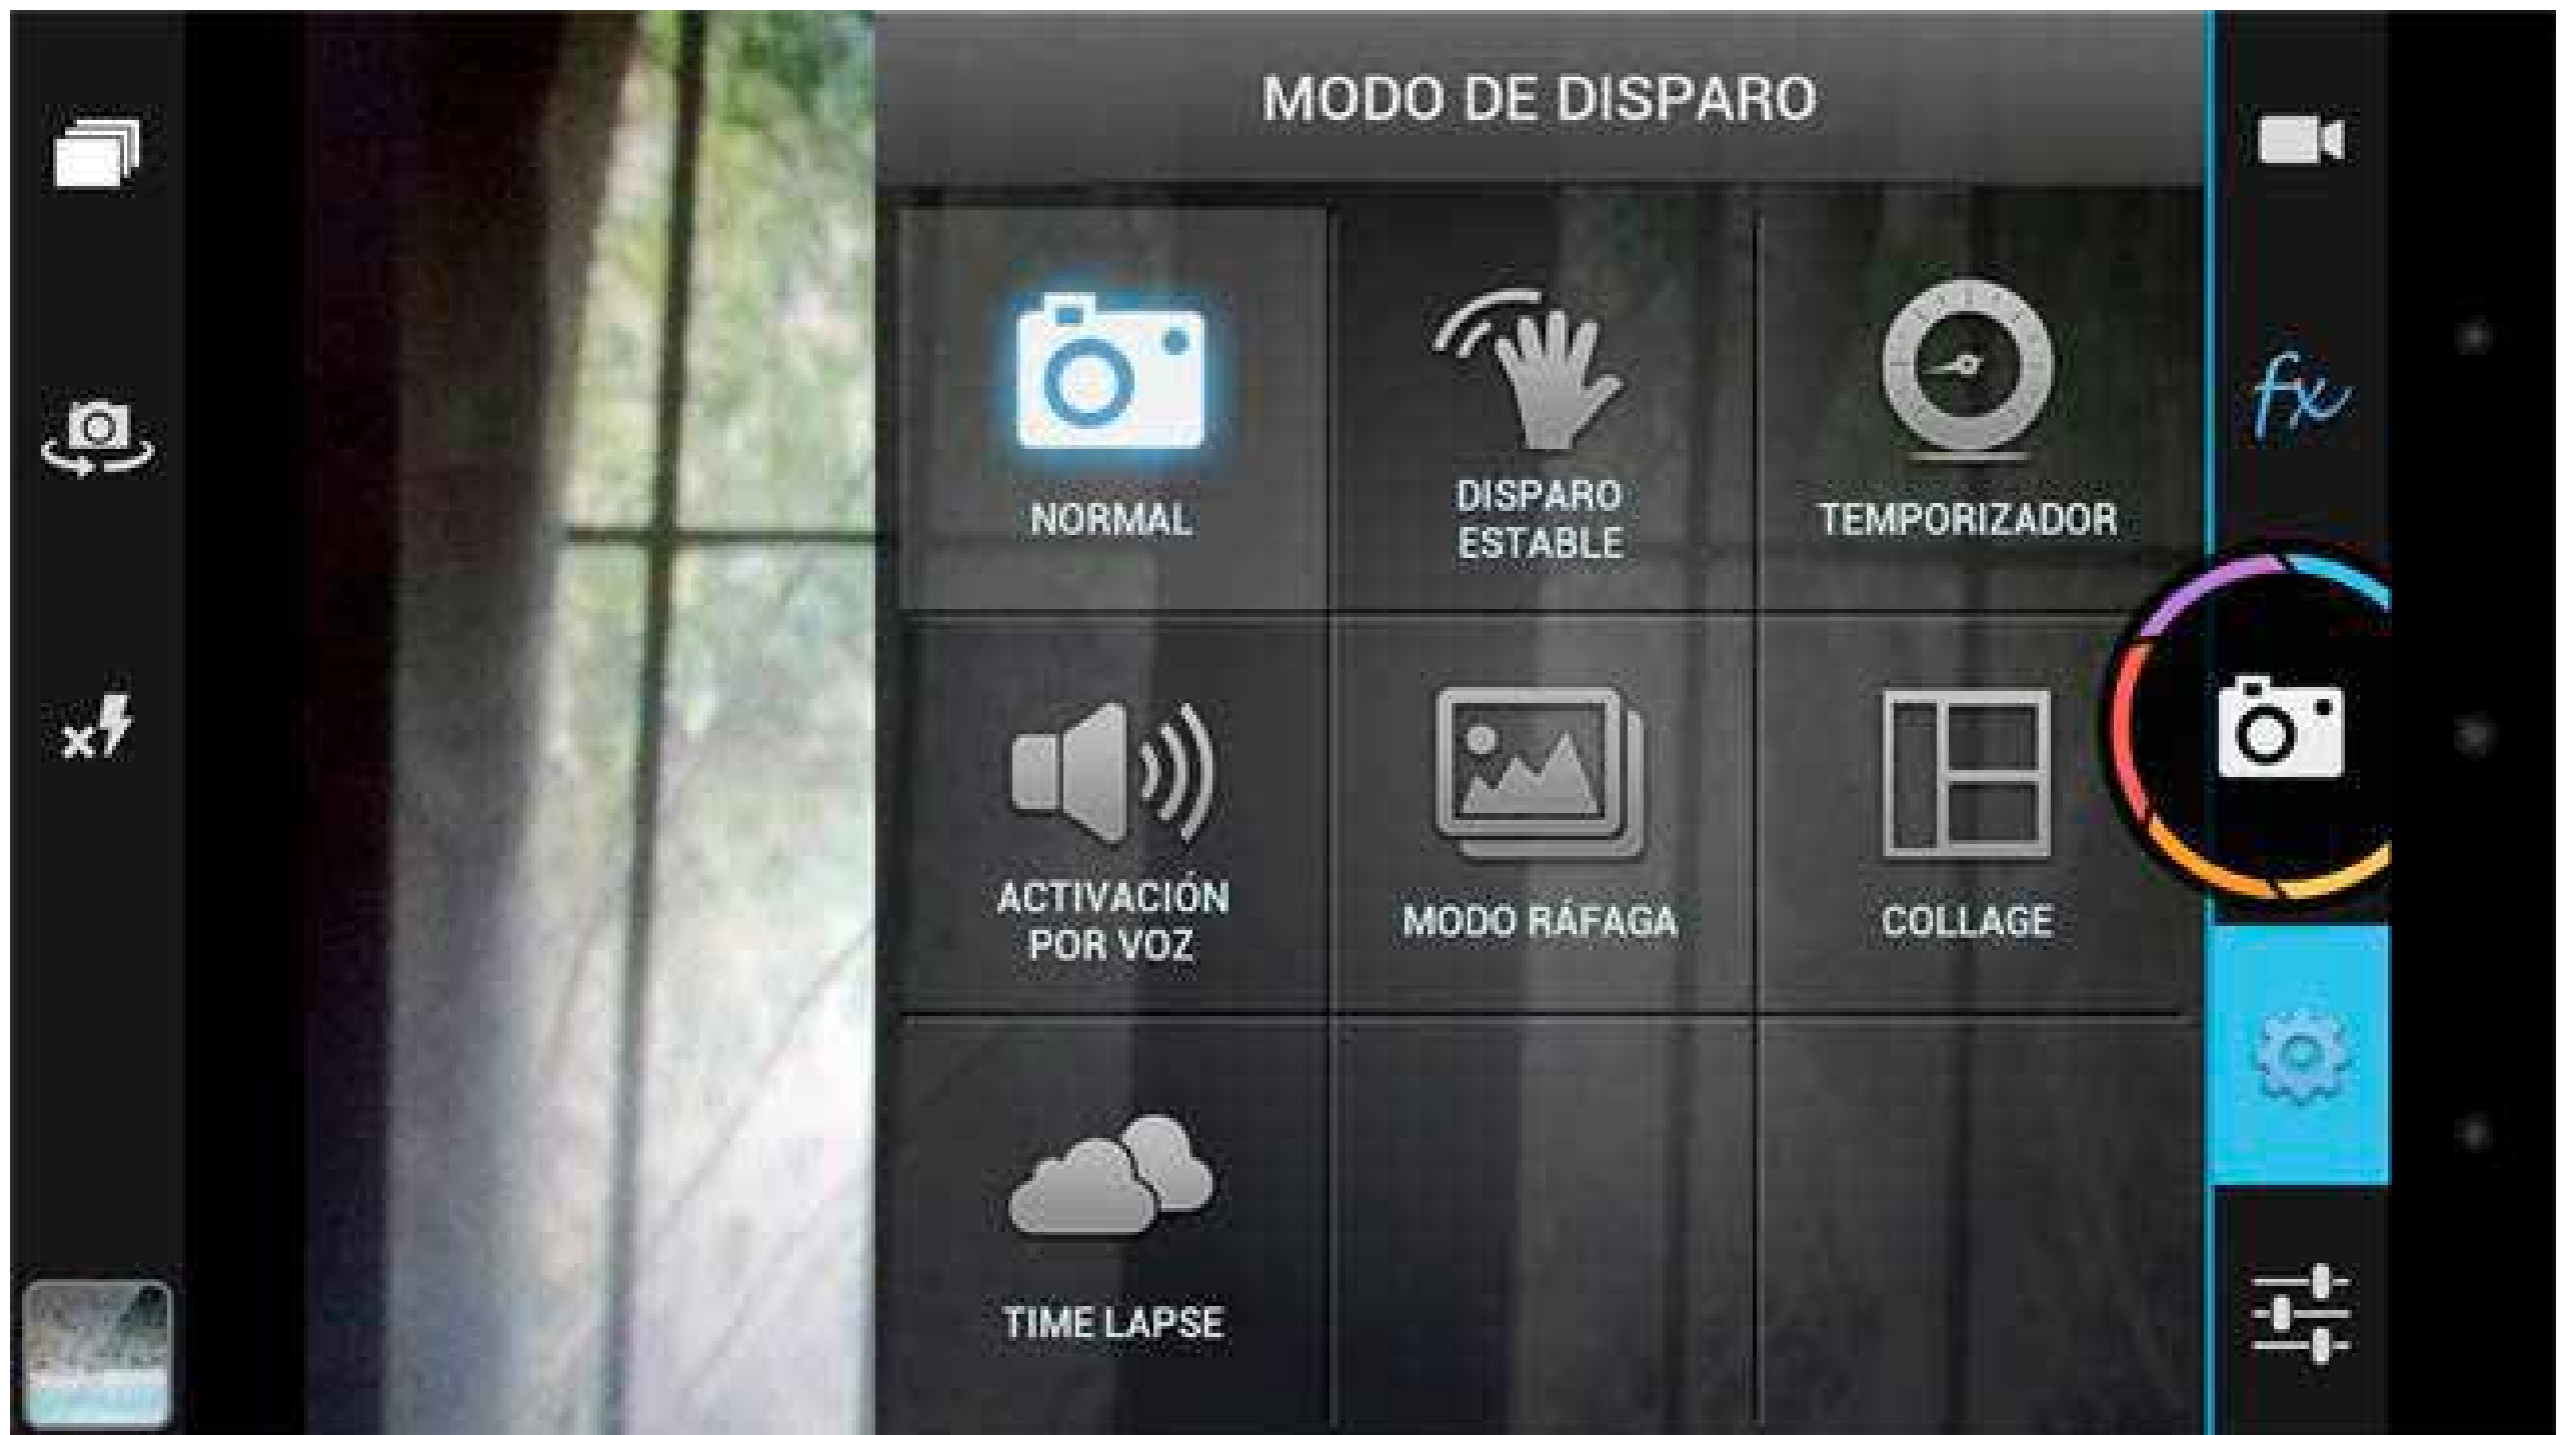 MODO DE DISPARO
NORMAL
DISPARO
ESTABLE
TEMPORIZADOR
fx
ACTIVACIÓN
POR VOZ
MODO RÁFAGA
COLLAGE
TIME LAPSE